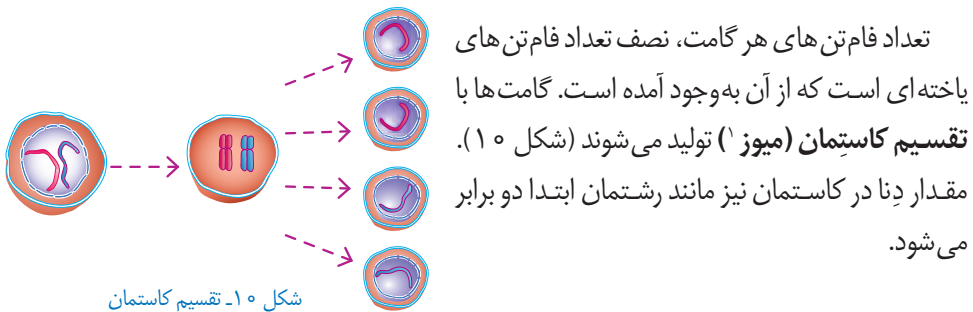 تعداد فام‌تن‌های هر گامت، نصف تعداد فام‌تن‌های
یاخته‌ای است که از آن به‌وجود آمده است. گامت‌ها با
تقسیم کاستِمان (میوز ۱) تولید می‌شوند (شکل ۱۰).
مقدار دِنا در کاستمان نیز مانند رشتمان ابتدا دو برابر
می‌شود.
شکل ۱۰ـ تقسیم کاستمان